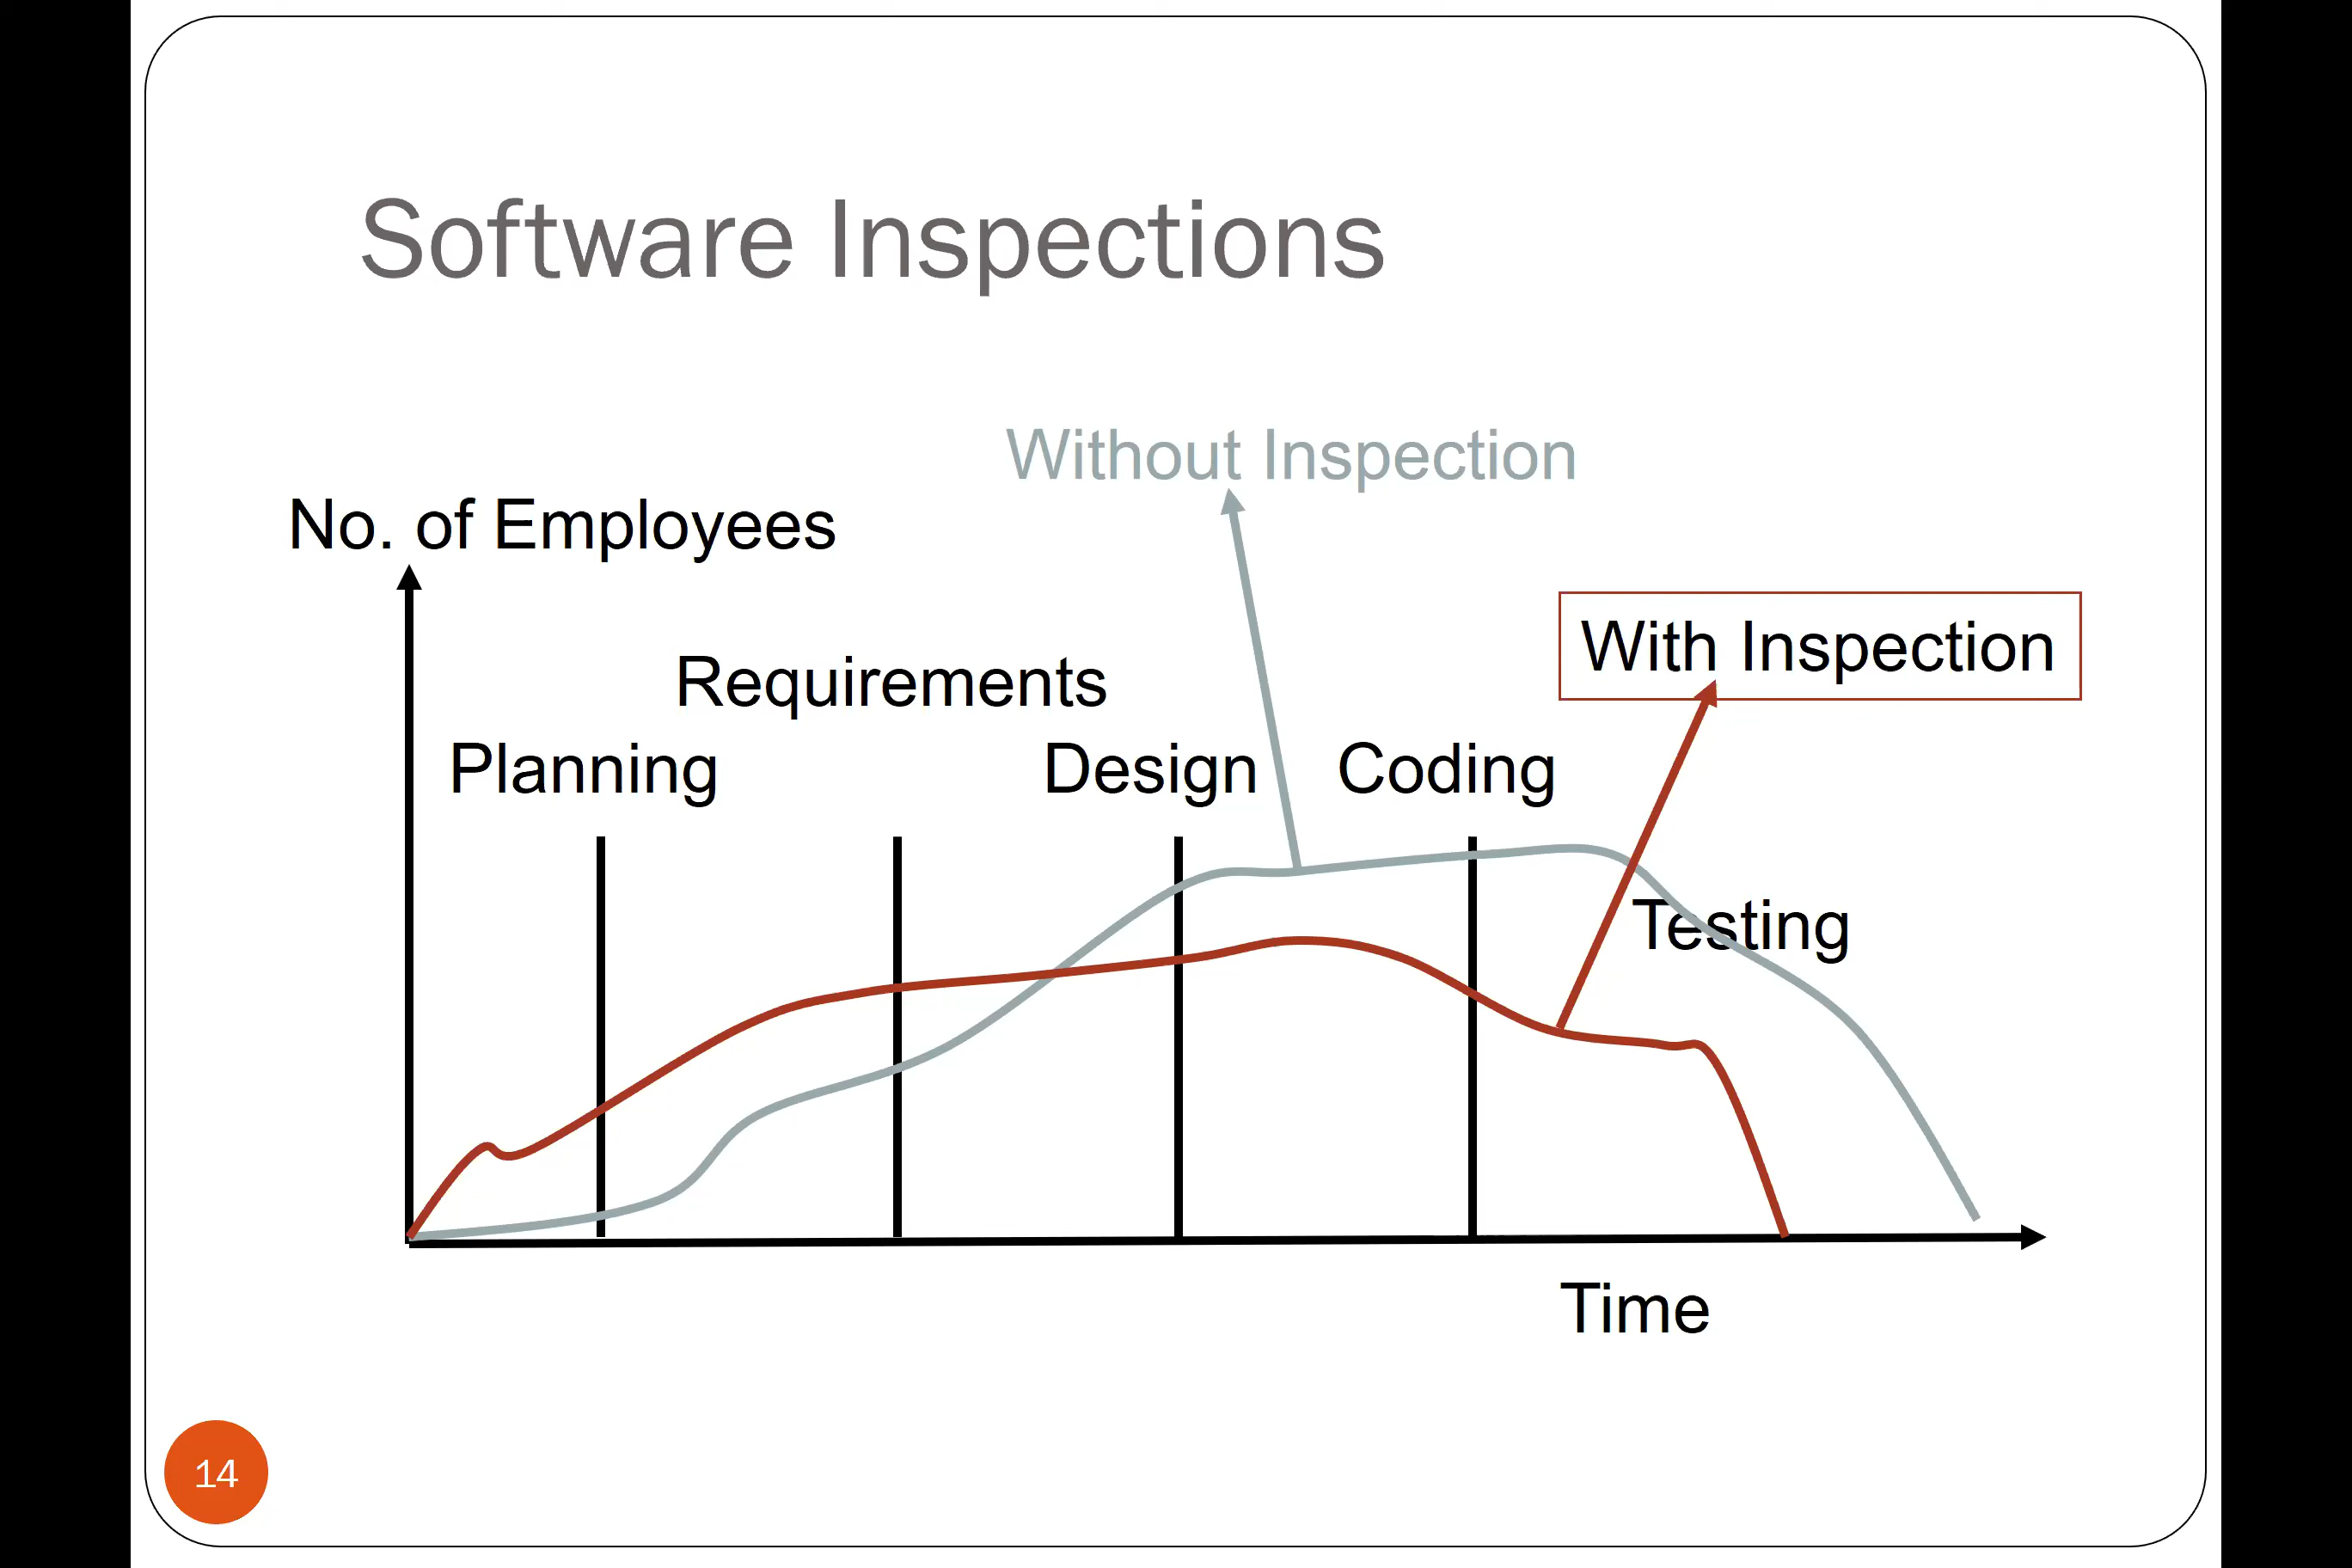 Software Inspections
Without Inspection
No. of Employees
With Inspection
Requirements
Planning
Design
Coding
Testing
Time
14